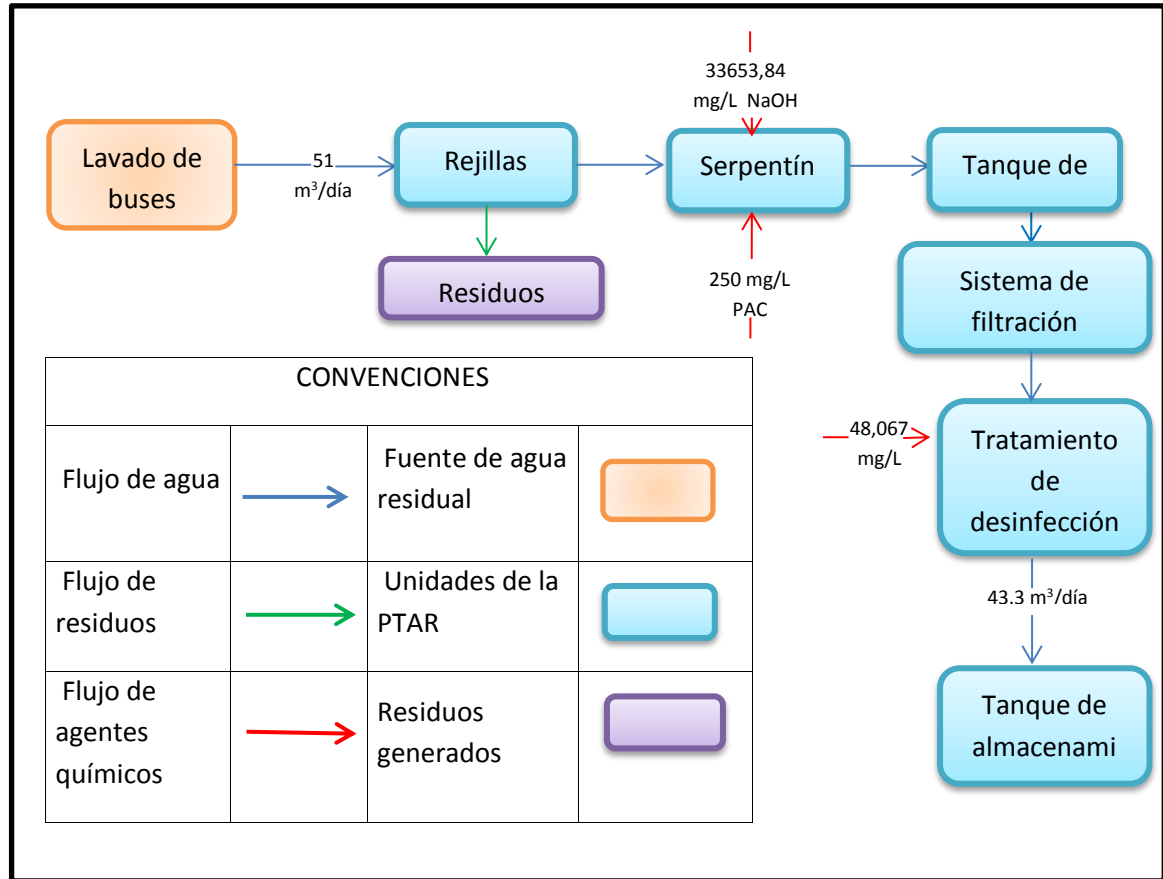 33653,84
mg/L NaOH
Lavado de
buses
51
m³/día
Rejillas
Serpentín
Tanque de
Residuos
250 mg/L
PAC
Sistema de
filtración
CONVENCIONES
Flujo de agua
Fuente de agua
residual
48,067
mg/L
Tratamiento
de
desinfección
Flujo de
residuos
Unidades de la
PTAR
43.3 m³/día
Flujo de
agentes
químicos
Residuos
generados
Tanque de
almacenami